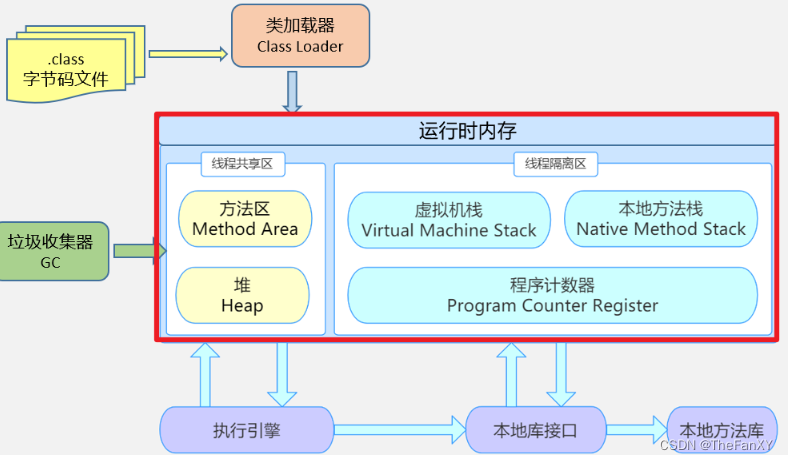 类加载器
Class Loader
.class
字节码文件
运行时内存
线程共享区
线程隔离区
方法区
Method Area
虚拟机栈
Virtual Machine Stack
本地方法栈
Native Method Stack
垃圾收集器
GC
堆
Heap
程序计数器
Program Counter Register
执行引擎
本地库接口
本地方法库
CSDN @TheFanXY